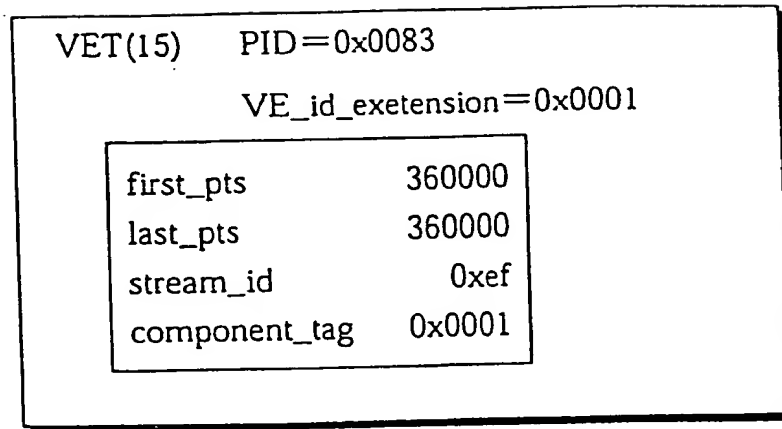 VET(15) PID=0x0083
VE_id_exetension=0x0001
first_pts 360000
last_pts 360000
stream_id 0xef
component_tag 0x0001